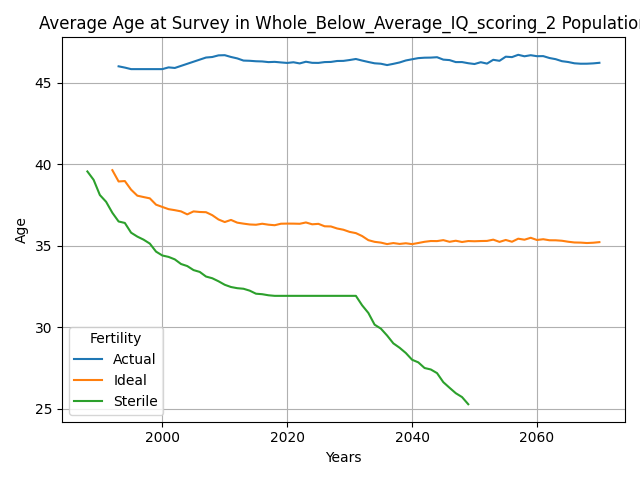 Average Age at Survey in Whole_Below_Average_IQ_scoring_2 Population
Age
45
40
35
30
25
Fertility
Actual
Ideal
Sterile
2000 2020 2040 2060
Years